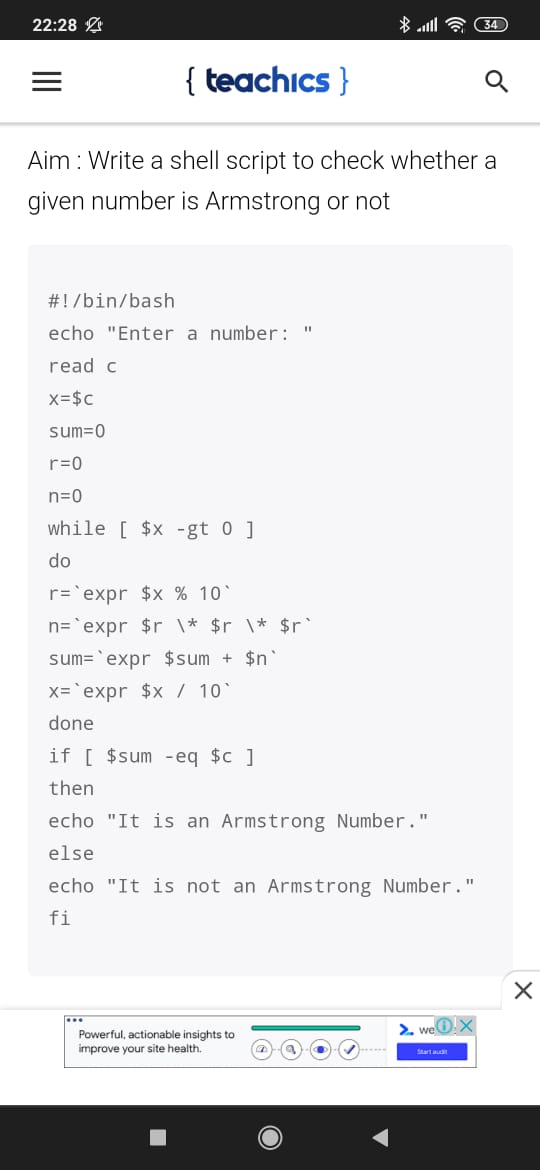 22:28 34
{ teachics }
Aim : Write a shell script to check whether a
given number is Armstrong or not
#!/bin/bash
echo "Enter a number: "
read c
x=$c
sum=0
r=0
n=0
while [ $x -gt 0 ]
do
r=`expr $x % 10`
n=`expr $r \* $r \* $r`
sum=`expr $sum + $n`
x=`expr $x / 10`
done
if [ $sum -eq $c ]
then
echo "It is an Armstrong Number."
else
echo "It is not an Armstrong Number."
fi
Powerful, actionable insights to
improve your site health.
we
Start audit